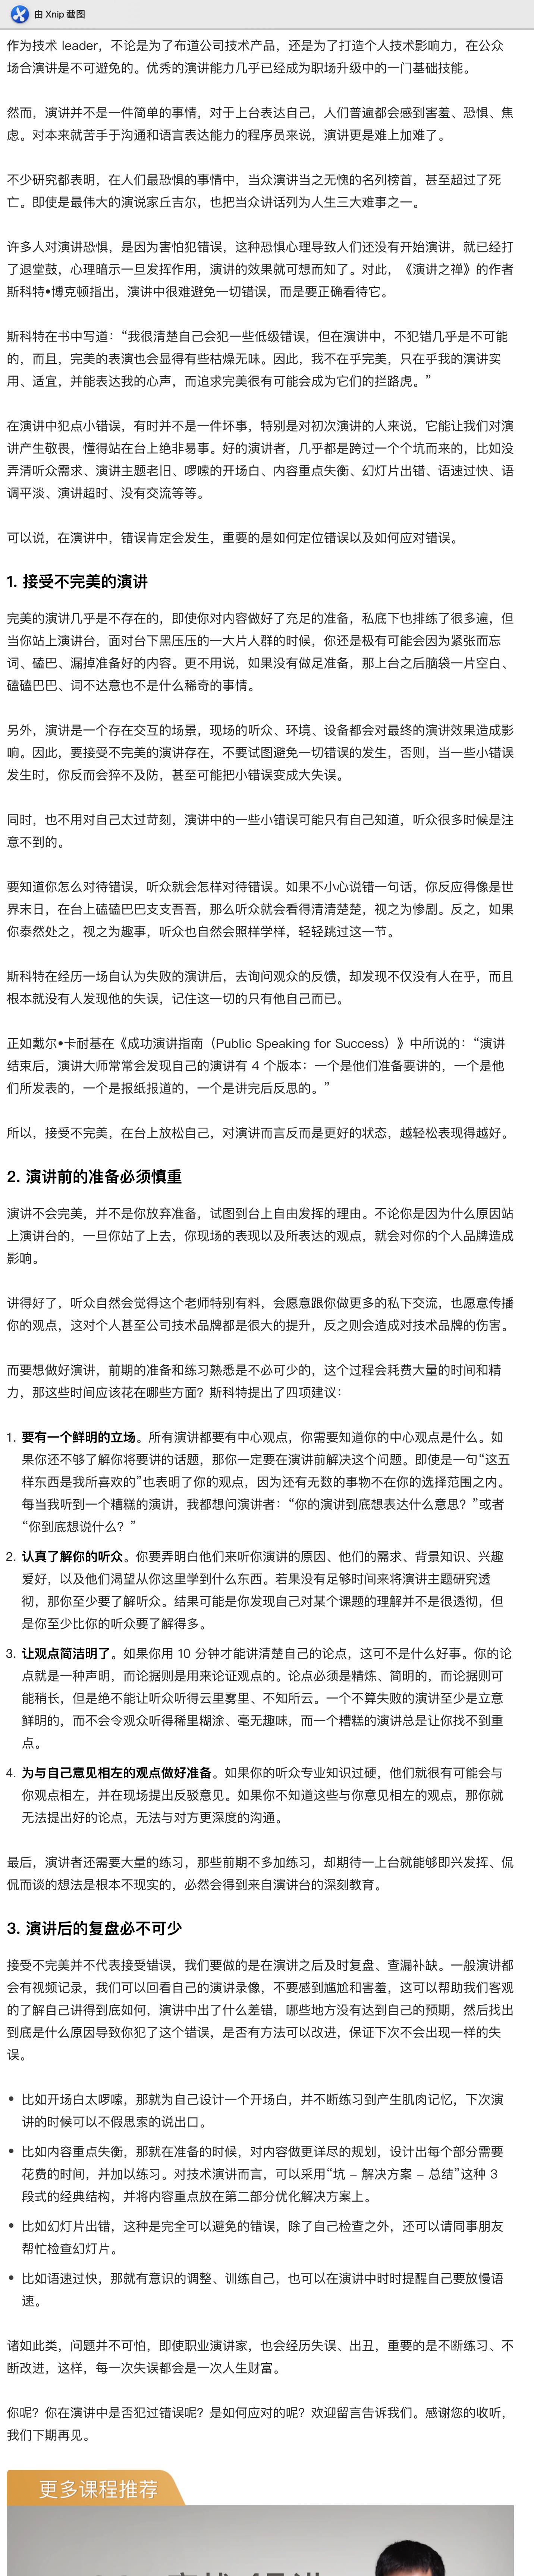 由 Xnip 截图
作为技术 leader，不论是为了布道公司技术产品，还是为了打造个人技术影响力，在公众
场合演讲是不可避免的。优秀的演讲能力几乎已经成为职场升级中的一门基础技能。
然而，演讲并不是一件简单的事情，对于上台表达自己，人们普遍都会感到害羞、恐惧、焦
虑。对本来就苦手于沟通和语言表达能力的程序员来说，演讲更是难上加难了。
不少研究都表明，在人们最恐惧的事情中，当众演讲当之无愧的名列榜首，甚至超过了死
亡。即使是最伟大的演说家丘吉尔，也把当众讲话列为人生三大难事之一。
许多人对演讲恐惧，是因为害怕犯错误，这种恐惧心理导致人们还没有开始演讲，就已经打
了退堂鼓，心理暗示一旦发挥作用，演讲的效果就可想而知了。对此，《演讲之禅》的作者
斯科特•博克顿指出，演讲中很难避免一切错误，而是要正确看待它。
斯科特在书中写道：“我很清楚自己会犯一些低级错误，但在演讲中，不犯错几乎是不可能
的，而且，完美的表演也会显得有些枯燥无味。因此，我不在乎完美，只在乎我的演讲实
用、适宜，并能表达我的心声，而追求完美很有可能会成为它们的拦路虎。”
在演讲中犯点小错误，有时并不是一件坏事，特别是对初次演讲的人来说，它能让我们对演
讲产生敬畏，懂得站在台上绝非易事。好的演讲者，几乎都是跨过一个个坑而来的，比如没
弄清听众需求、演讲主题老旧、啰嗦的开场白、内容重点失衡、幻灯片出错、语速过快、语
调平淡、演讲超时、没有交流等等。
可以说，在演讲中，错误肯定会发生，重要的是如何定位错误以及如何应对错误。
1. 接受不完美的演讲
完美的演讲几乎是不存在的，即使你对内容做好了充足的准备，私底下也排练了很多遍，但
当你站上演讲台，面对台下黑压压的一大片人群的时候，你还是极有可能会因为紧张而忘
词、磕巴、漏掉准备好的内容。更不用说，如果没有做足准备，那上台之后脑袋一片空白、
磕磕巴巴、词不达意也不是什么稀奇的事情。
另外，演讲是一个存在交互的场景，现场的听众、环境、设备都会对最终的演讲效果造成影
响。因此，要接受不完美的演讲存在，不要试图避免一切错误的发生，否则，当一些小错误
发生时，你反而会猝不及防，甚至可能把小错误变成大失误。
同时，也不用对自己太过苛刻，演讲中的一些小错误可能只有自己知道，听众很多时候是注
意不到的。
要知道你怎么对待错误，听众就会怎样对待错误。如果不小心说错一句话，你反应得像是世
界末日，在台上磕磕巴巴支支吾吾，那么听众就会看得清清楚楚，视之为惨剧。反之，如果
你泰然处之，视之为趣事，听众也自然会照样学样，轻轻跳过这一节。
斯科特在经历一场自认为失败的演讲后，去询问观众的反馈，却发现不仅没有人在乎，而且
根本就没有人发现他的失误，记住这一切的只有他自己而已。
正如戴尔•卡耐基在《成功演讲指南（Public Speaking for Success）》中所说的：“演讲
结束后，演讲大师常常会发现自己的演讲有 4 个版本：一个是他们准备要讲的，一个是他
们所发表的，一个是报纸报道的，一个是讲完后反思的。”
所以，接受不完美，在台上放松自己，对演讲而言反而是更好的状态，越轻松表现得越好。
2. 演讲前的准备必须慎重
演讲不会完美，并不是你放弃准备，试图到台上自由发挥的理由。不论你是因为什么原因站
上演讲台的，一旦你站了上去，你现场的表现以及所表达的观点，就会对你的个人品牌造成
影响。
讲得好了，听众自然会觉得这个老师特别有料，会愿意跟你做更多的私下交流，也愿意传播
你的观点，这对个人甚至公司技术品牌都是很大的提升，反之则会造成对技术品牌的伤害。
而要想做好演讲，前期的准备和练习熟悉是不必可少的，这个过程会耗费大量的时间和精
力，那这些时间应该花在哪些方面？斯科特提出了四项建议：
1. 要有一个鲜明的立场。所有演讲都要有中心观点，你需要知道你的中心观点是什么。如
果你还不够了解你将要讲的话题，那你一定要在演讲前解决这个问题。即使是一句“这五
样东西是我所喜欢的”也表明了你的观点，因为还有无数的事物不在你的选择范围之内。
每当我听到一个糟糕的演讲，我都想问演讲者：“你的演讲到底想表达什么意思？”或者
“你到底想说什么？”
2. 认真了解你的听众。你要弄明白他们来听你演讲的原因、他们的需求、背景知识、兴趣
爱好，以及他们渴望从你这里学到什么东西。若果没有足够时间来将演讲主题研究透
彻，那你至少要了解听众。结果可能是你发现自己对某个课题的理解并不是很透彻，但
是你至少比你的听众要了解得多。
3. 让观点简洁明了。如果你用 10 分钟才能讲清楚自己的论点，这可不是什么好事。你的论
点就是一种声明，而论据则是用来论证观点的。论点必须是精炼、简明的，而论据则可
能稍长，但是绝不能让听众听得云里雾里、不知所云。一个不算失败的演讲至少是立意
鲜明的，而不会令观众听得稀里糊涂、毫无趣味，而一个糟糕的演讲总是让你找不到重
点。
4. 为与自己意见相左的观点做好准备。如果你的听众专业知识过硬，他们就很有可能会与
你观点相左，并在现场提出反驳意见。如果你不知道这些与你意见相左的观点，那你就
无法提出好的论点，无法与对方更深度的沟通。
最后，演讲者还需要大量的练习，那些前期不多加练习，却期待一上台就能够即兴发挥、侃
侃而谈的想法是根本不现实的，必然会得到来自演讲台的深刻教育。
3. 演讲后的复盘必不可少
接受不完美并不代表接受错误，我们要做的是在演讲之后及时复盘、查漏补缺。一般演讲都
会有视频记录，我们可以回看自己的演讲录像，不要感到尴尬和害羞，这可以帮助我们客观
的了解自己讲得到底如何，演讲中出了什么差错，哪些地方没有达到自己的预期，然后找出
到底是什么原因导致你犯了这个错误，是否有方法可以改进，保证下次不会出现一样的失
误。
• 比如开场白太啰嗦，那就为自己设计一个开场白，并不断练习到产生肌肉记忆，下次演
讲的时候可以不假思索的说出口。
• 比如内容重点失衡，那就在准备的时候，对内容做更详尽的规划，设计出每个部分需要
花费的时间，并加以练习。对技术演讲而言，可以采用“坑 – 解决方案 – 总结”这种 3
段式的经典结构，并将内容重点放在第二部分优化解决方案上。
• 比如幻灯片出错，这种是完全可以避免的错误，除了自己检查之外，还可以请同事朋友
帮忙检查幻灯片。
• 比如语速过快，那就有意识的调整、训练自己，也可以在演讲中时时提醒自己要放慢语
速。
诸如此类，问题并不可怕，即使职业演讲家，也会经历失误、出丑，重要的是不断练习、不
断改进，这样，每一次失误都会是一次人生财富。
你呢？你在演讲中是否犯过错误呢？是如何应对的呢？欢迎留言告诉我们。感谢您的收听，
我们下期再见。
更多课程推荐